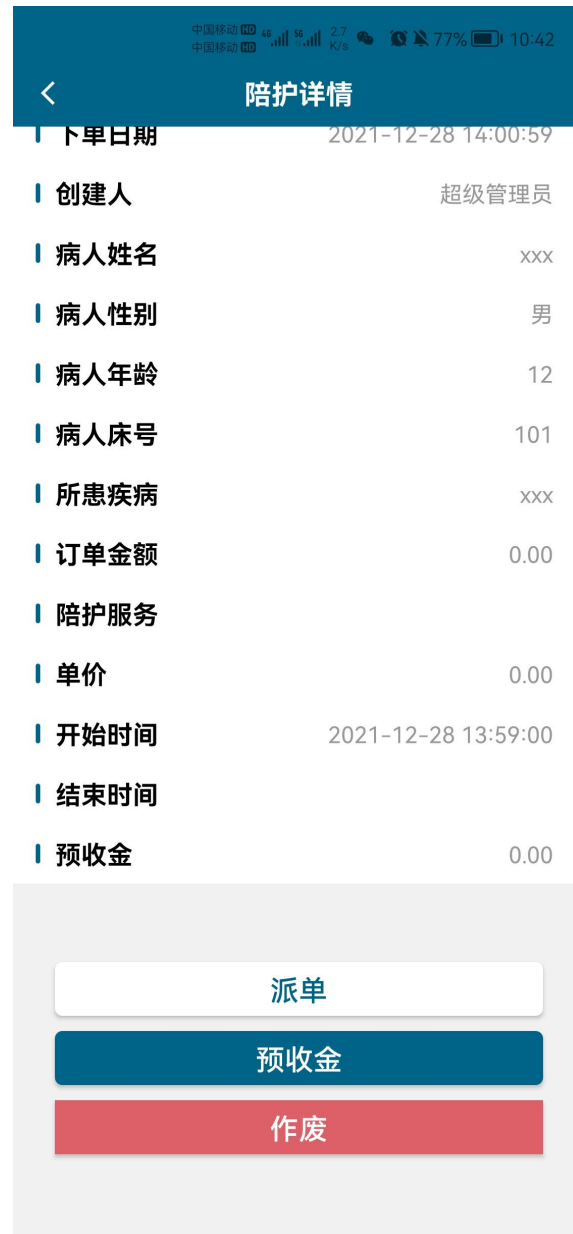 中国移动 HD 4G 5G 2.7 77% 10:42
中国移动 HD K/s
陪护详情
下单日期 2021-12-28 14:00:59
创建人 超级管理员
病人姓名 xxx
病人性别 男
病人年龄 12
病人床号 101
所患疾病 xxx
订单金额 0.00
陪护服务
单价 0.00
开始时间 2021-12-28 13:59:00
结束时间
预收金 0.00
派单
预收金
作废